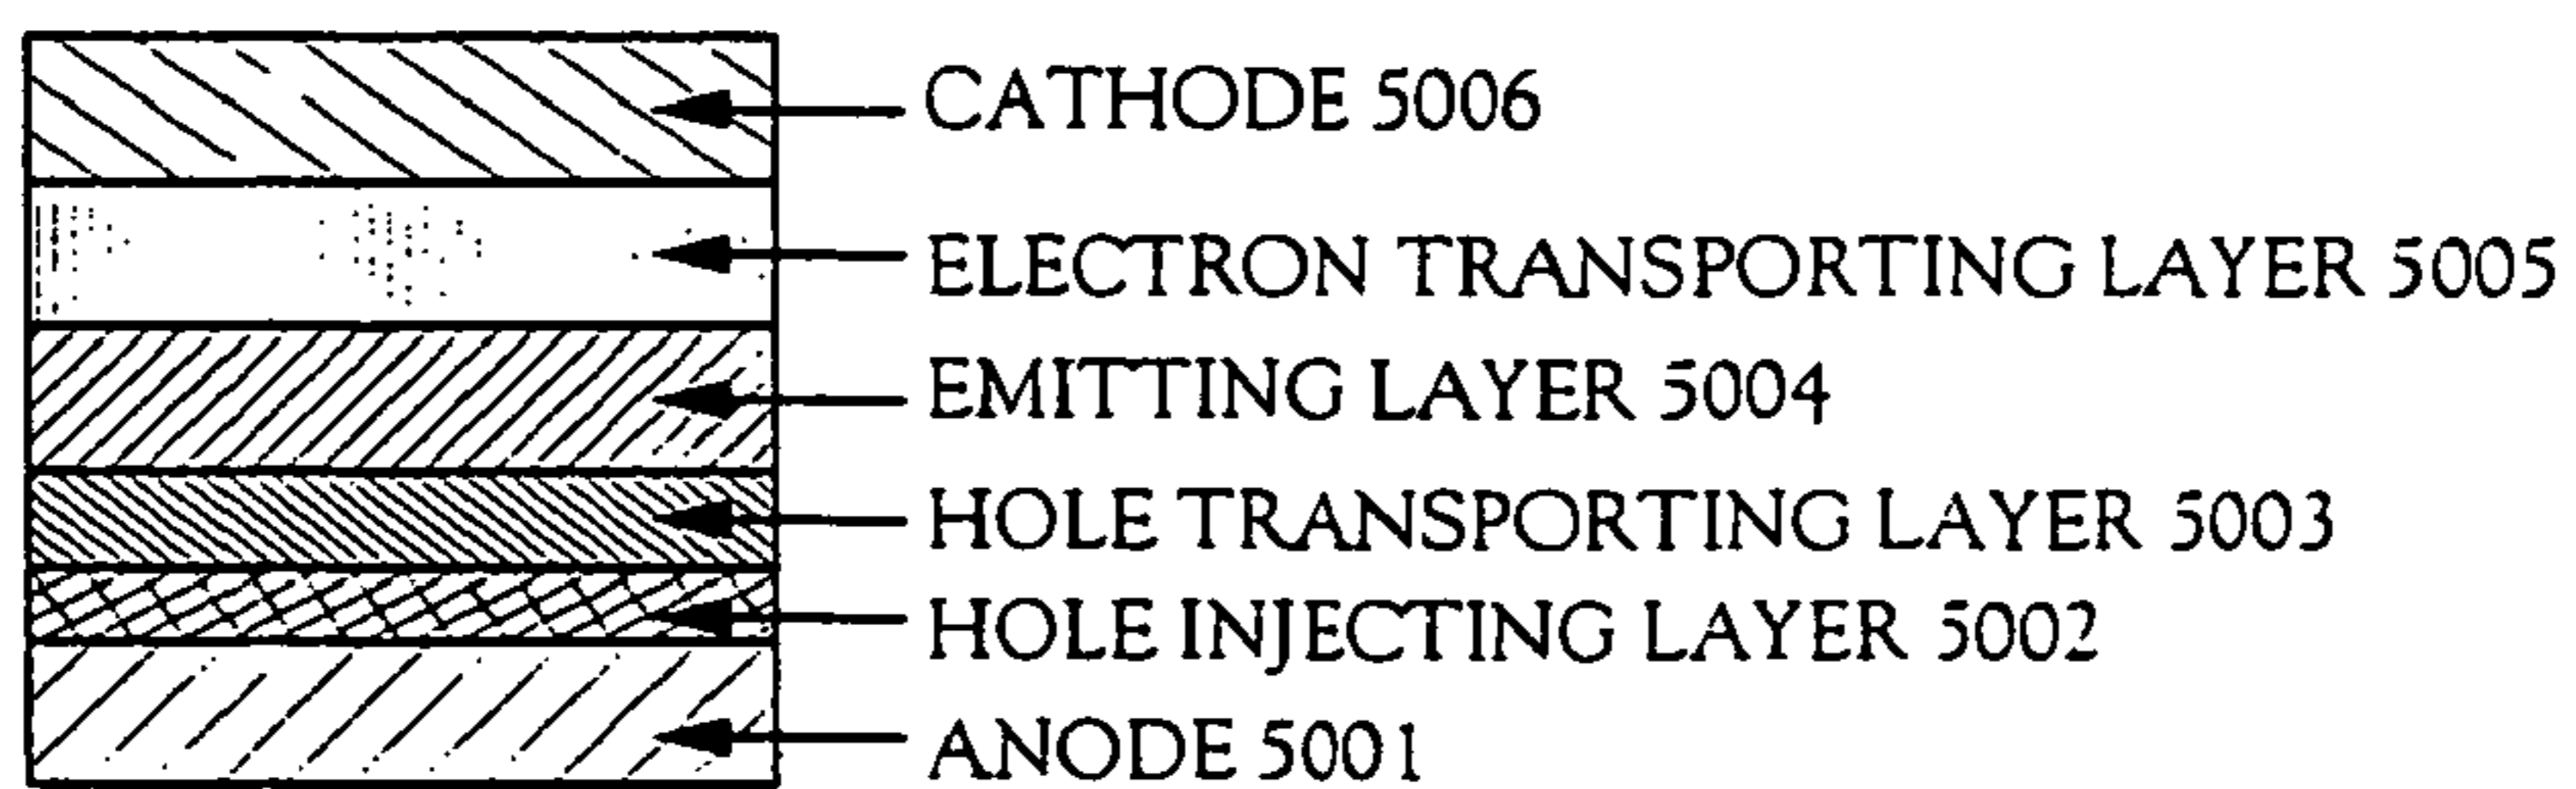 CATHODE 5006
ELECTRON TRANSPORTING LAYER 5005
EMITTING LAYER 5004
HOLE TRANSPORTING LAYER 5003
HOLE INJECTING LAYER 5002
ANODE 5001